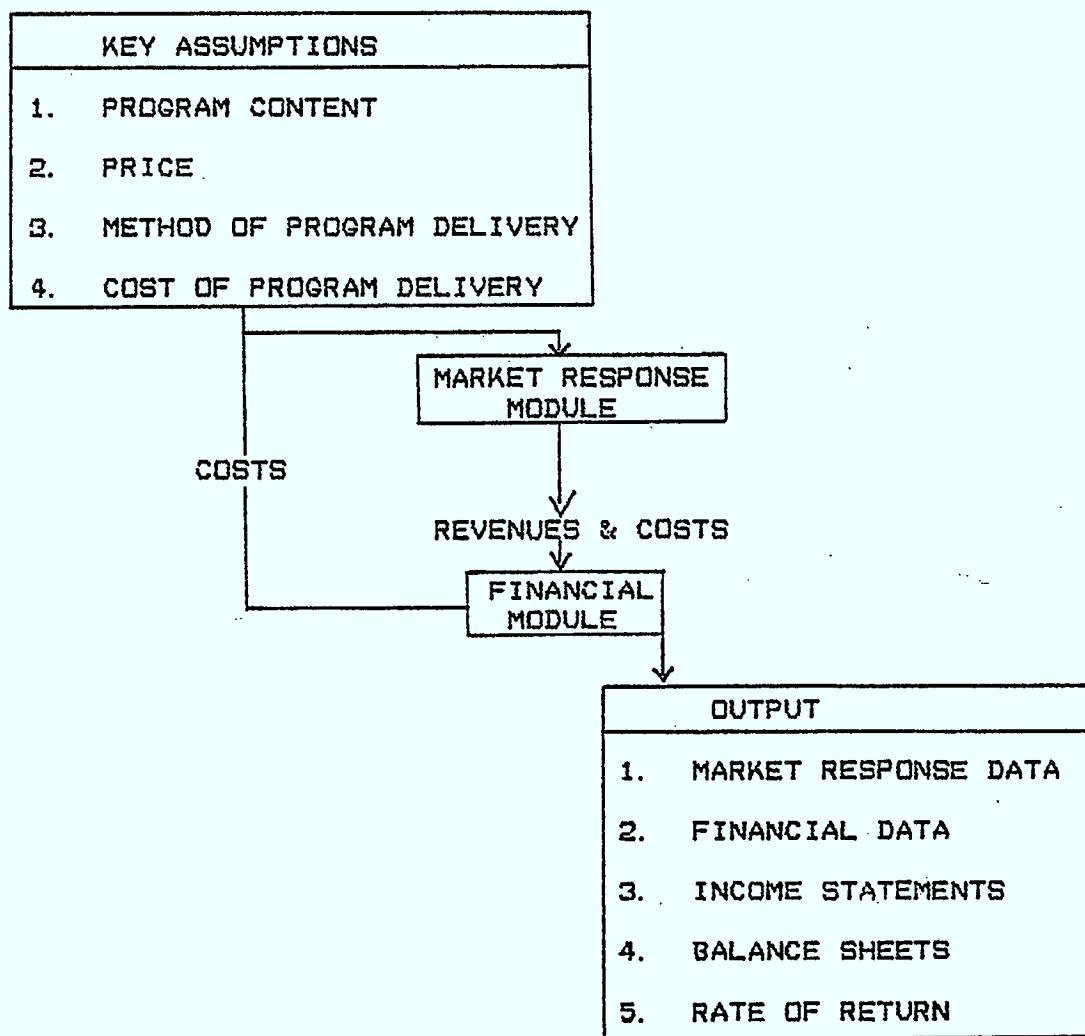 KEY ASSUMPTIONS
1. PROGRAM CONTENT
2. PRICE
3. METHOD OF PROGRAM DELIVERY
4. COST OF PROGRAM DELIVERY
MARKET RESPONSE
MODULE
COSTS
REVENUES & COSTS
FINANCIAL
MODULE
OUTPUT
1. MARKET RESPONSE DATA
2. FINANCIAL DATA
3. INCOME STATEMENTS
4. BALANCE SHEETS
5. RATE OF RETURN